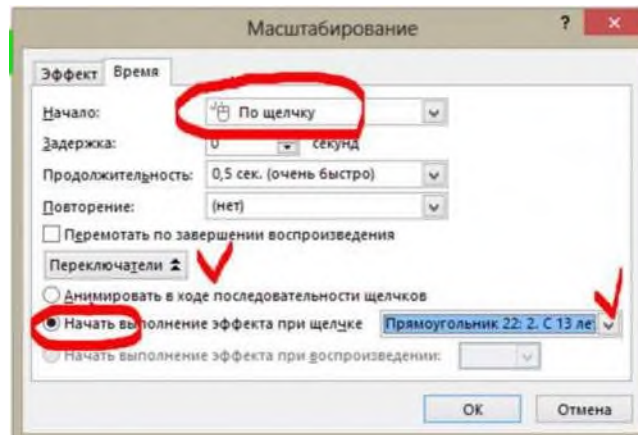 Масштабирование ?
Эффект Время
Начало: По щелчку
Задержка: 0 секунд
Продолжительность: 0,5 сек. (очень быстро)
Повторение: (нет)
Перемотать по завершении воспроизведения
Переключатели
Анимировать в ходе последовательности щелчков
Начать выполнение эффекта при щелчке Прямоугольник 22: 2. С 13 ле
Начать выполнение эффекта при воспроизведении:
ОК Отмена